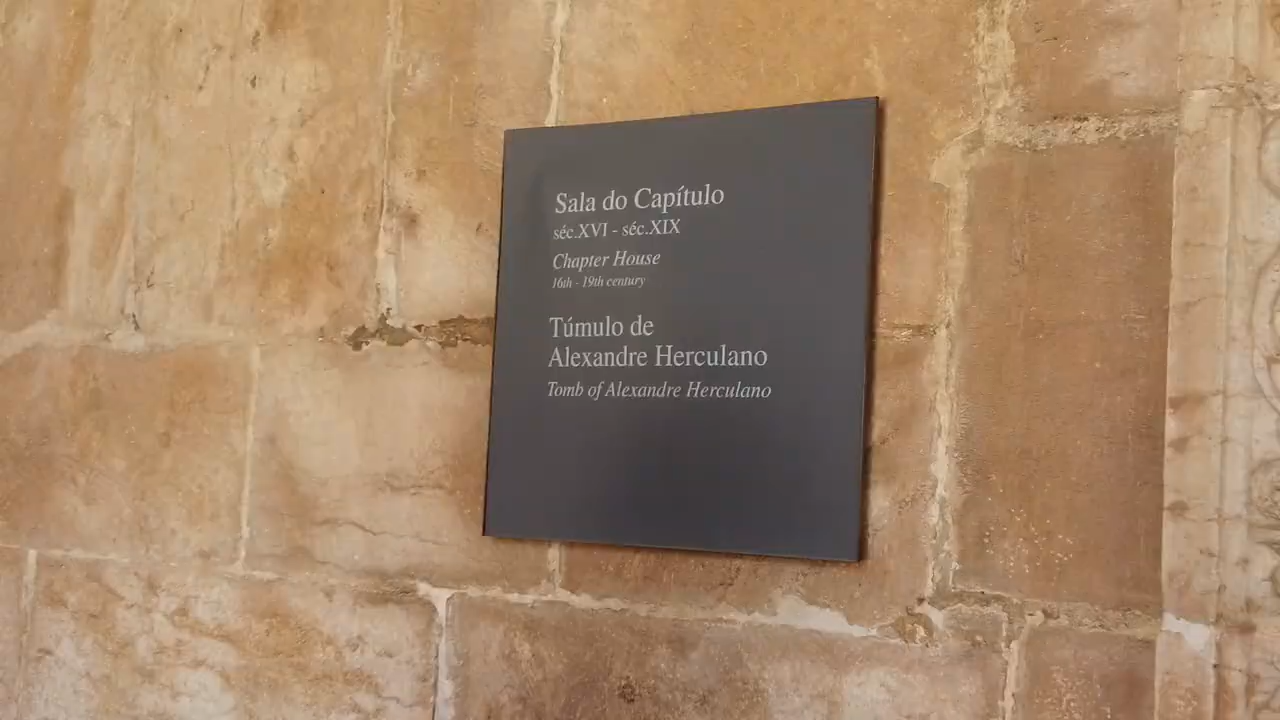 Sala do Capítulo
séc.XVI - séc.XIX
Chapter House
16th - 19th century
Túmulo de
Alexandre Herculano
Tomb of Alexandre Herculano